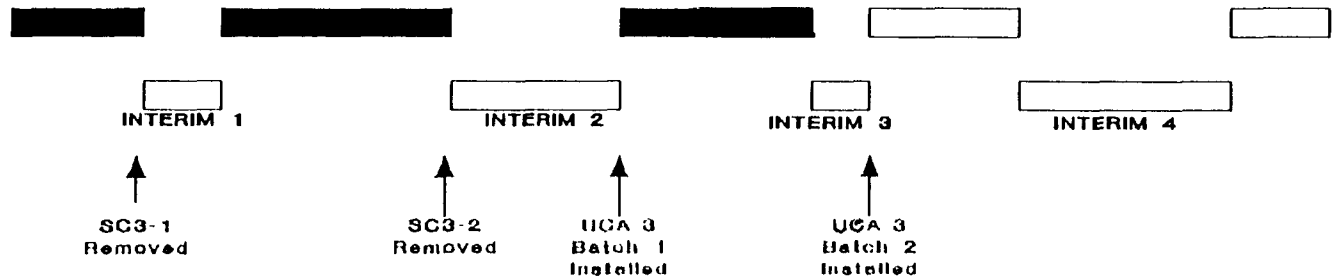 INTERIM 1
INTERIM 2
INTERIM 3
INTERIM 4
SC3-1
Removed
SC3-2
Removed
UCA 3
Batch 1
Installed
UCA 3
Batch 2
Installed